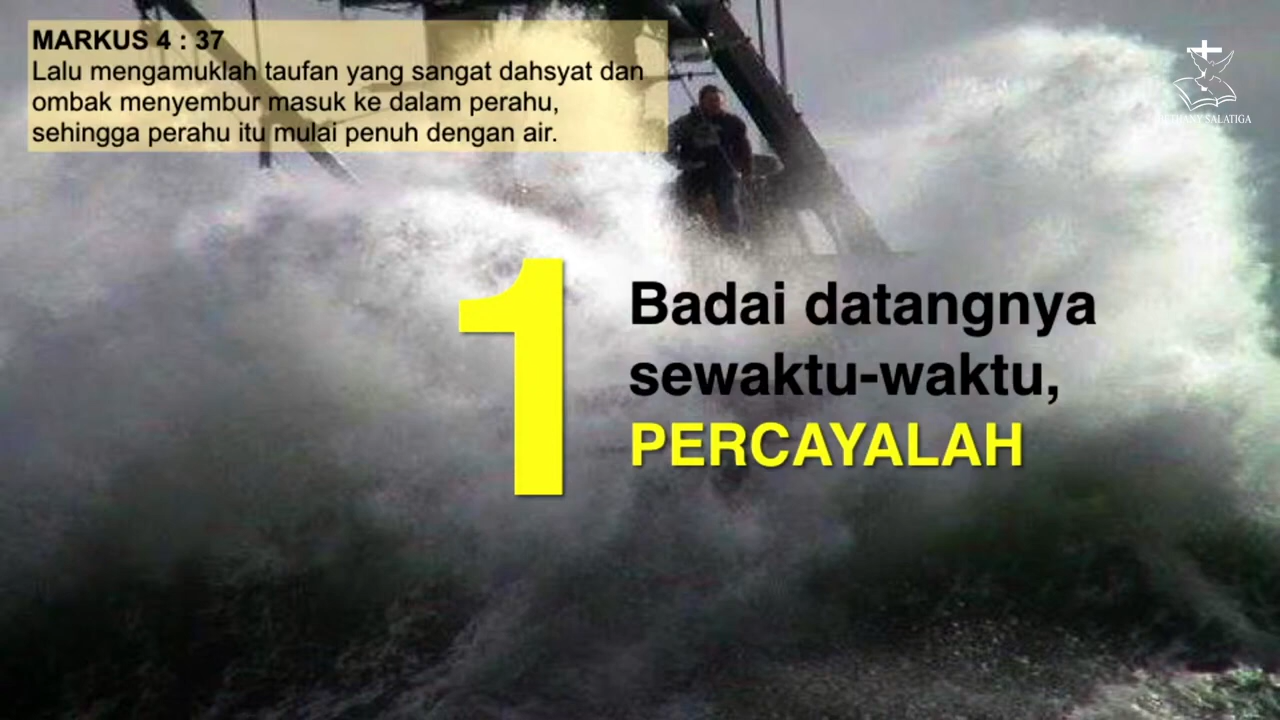 MARKUS 4 : 37
Lalu mengamuklah taufan yang sangat dahsyat dan
ombak menyembur masuk ke dalam perahu,
sehingga perahu itu mulai penuh dengan air.
BETHANY SALATIGA
1
Badai datangnya
sewaktu-waktu,
PERCAYALAH